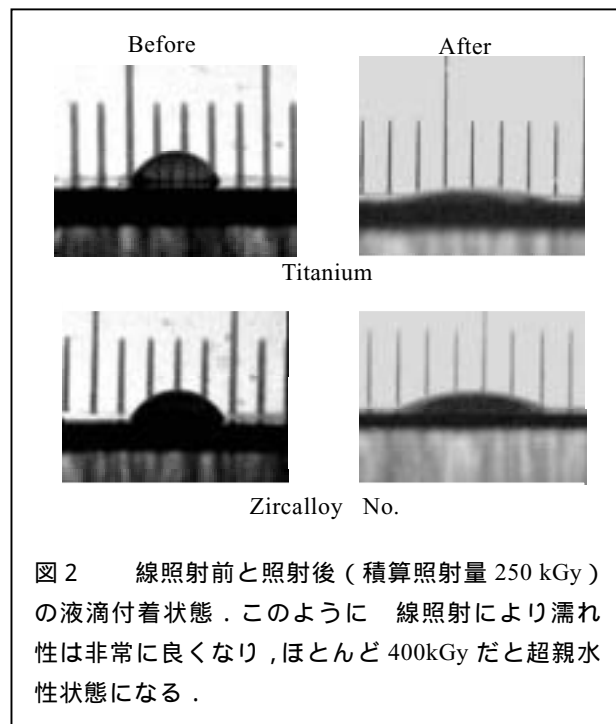 Before After
Titanium
Zircalloy No.
図2 線照射前と照射後(積算照射量 250 kGy)
の液滴付着状態.このように 線照射により濡れ
性は非常に良くなり,ほとんど 400kGy だと超親水
性状態になる.